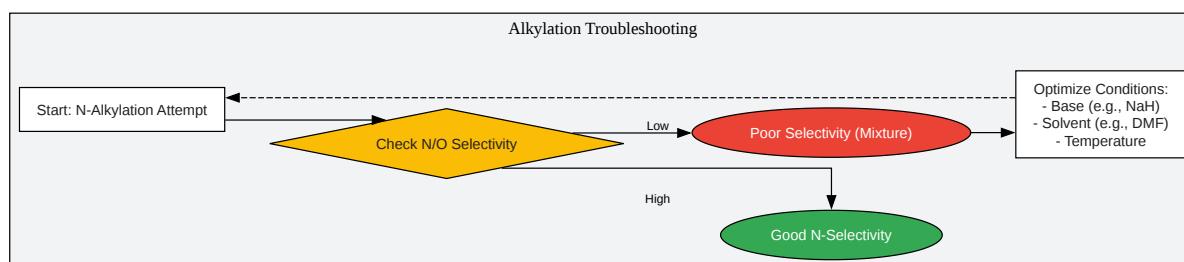 Alkylation Troubleshooting
Start: N-Alkylation Attempt
Check N/O Selectivity
Low
Poor Selectivity (Mixture)
Optimize Conditions:
- Base (e.g., NaH)
- Solvent (e.g., DMF)
- Temperature
High
Good N-Selectivity